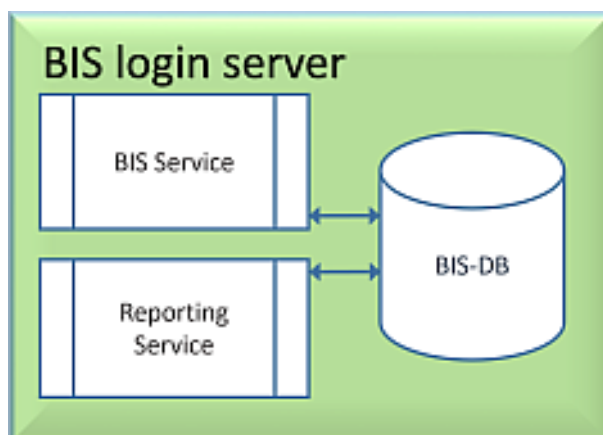 BIS login server
BIS Service
BIS-DB
Reporting
Service